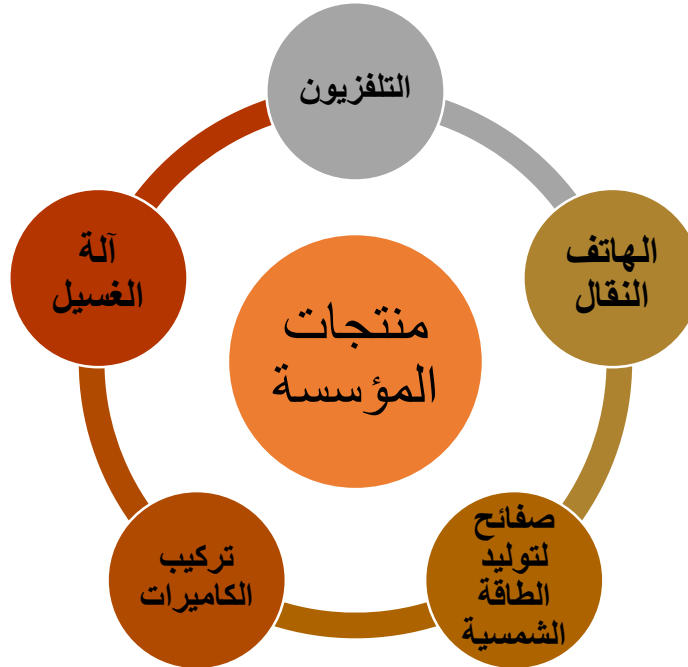 التلفزيون
الهاتف
النقال
صفائح
لتوليد
الطاقة
الشمسية
تركيب
الكاميرات
آلة
الغسيل
منتجات
المؤسسة